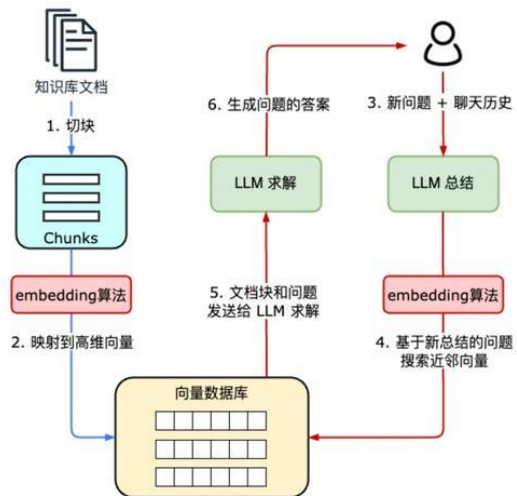 知识库文档
1. 切块
Chunks
embedding算法
2. 映射到高维向量
向量数据库
6. 生成问题的答案
LLM 求解
5. 文档块和问题
发送给 LLM 求解
3. 新问题 + 聊天历史
LLM 总结
embedding算法
4. 基于新总结的问题
搜索近邻向量